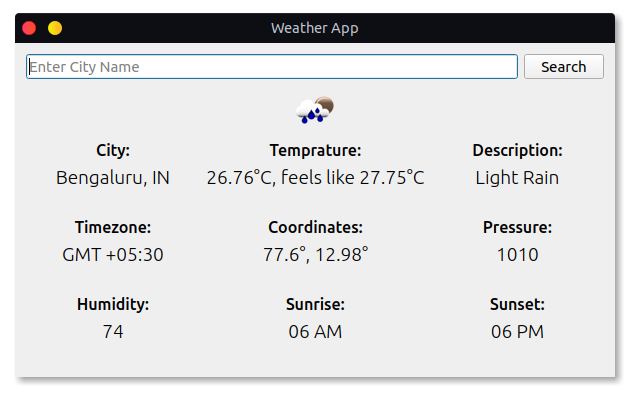 Weather App
Enter City Name Search
City: Temprature: Description:
Bengaluru, IN 26.76°C, feels like 27.75°C Light Rain
Timezone: Coordinates: Pressure:
GMT +05:30 77.6°, 12.98° 1010
Humidity: Sunrise: Sunset:
74 06 AM 06 PM